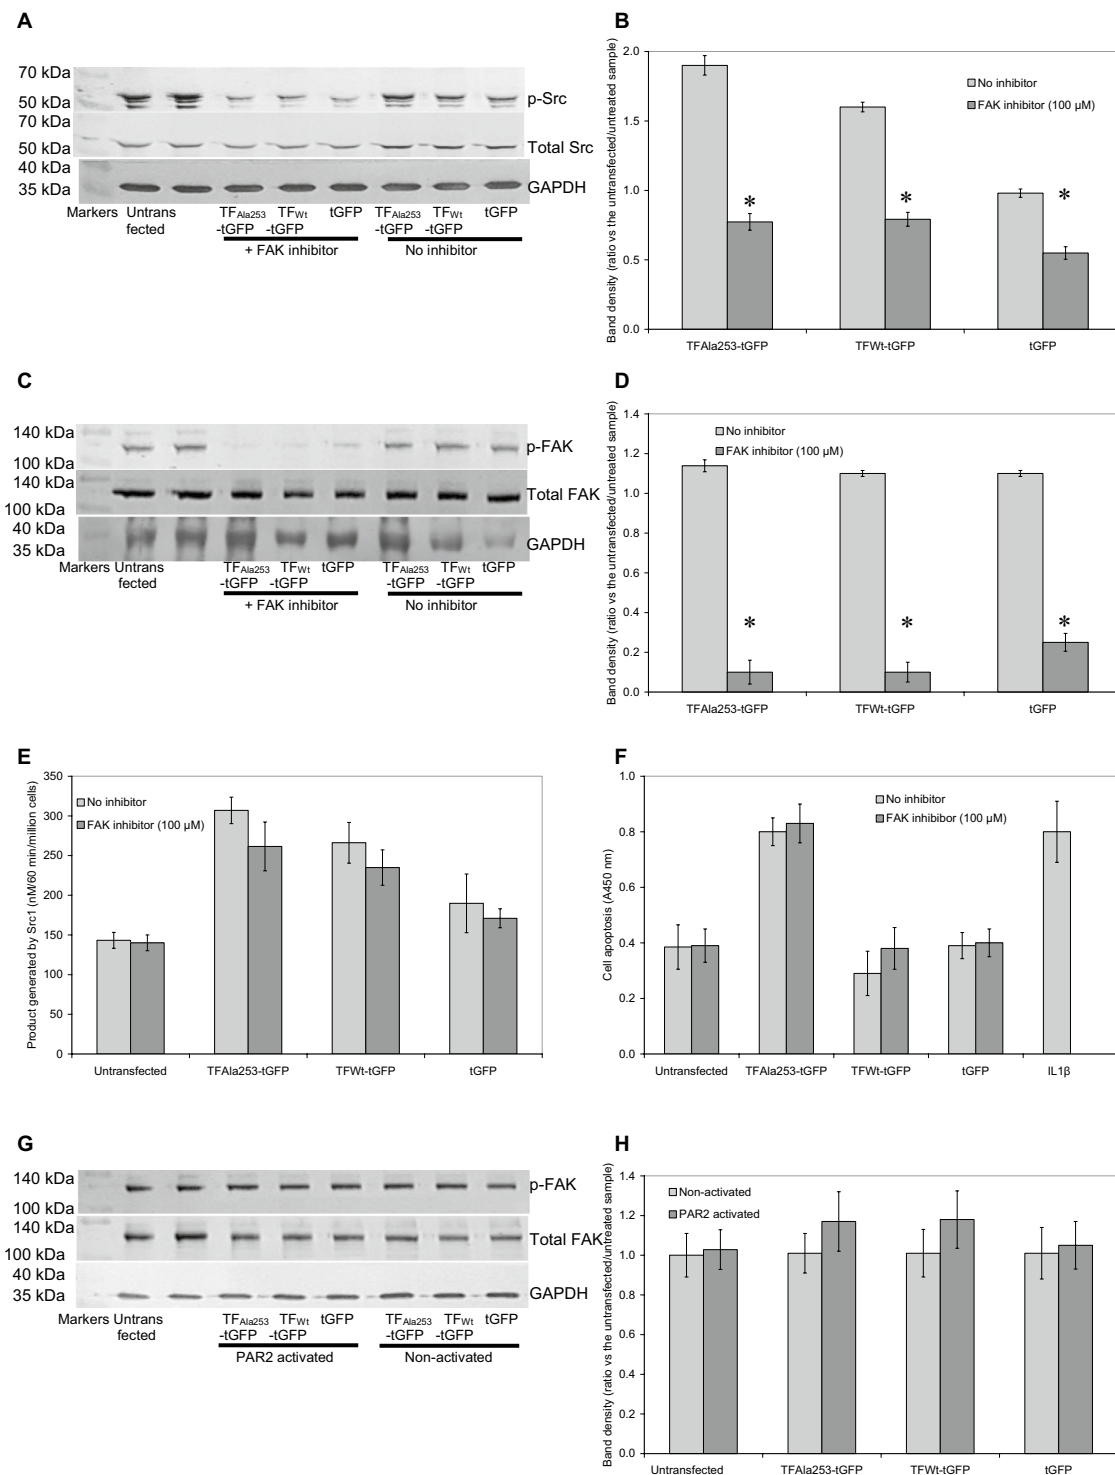 A
70 kDa
50 kDa
70 kDa
50 kDa
40 kDa
35 kDa
p-Src
Total Src
GAPDH
Markers
Untrans
fected
TFAla253
-tGFP
TFWt
-tGFP
tGFP
TFAla253
-tGFP
TFWt
-tGFP
tGFP
+ FAK inhibitor
No inhibitor
B
Band density (ratio vs the untransfected/untreated sample)
2.0
1.5
1.0
0.5
0.0
No inhibitor
FAK inhibitor (100 µM)
*
*
*
TFAla253-tGFP
TFWt-tGFP
tGFP
C
140 kDa
100 kDa
140 kDa
100 kDa
40 kDa
35 kDa
p-FAK
Total FAK
GAPDH
Markers
Untrans
fected
TFAla253
-tGFP
TFWt
-tGFP
tGFP
TFAla253
-tGFP
TFWt
-tGFP
tGFP
+ FAK inhibitor
No inhibitor
D
Band density (ratio vs the untransfected/untreated sample)
1.4
1.2
1.0
0.8
0.6
0.4
0.2
0.0
No inhibitor
FAK inhibitor (100 µM)
*
*
*
TFAla253-tGFP
TFWt-tGFP
tGFP
E
Product generated by Src1 (nM/60 min/million cells)
350
300
250
200
150
100
50
0
No inhibitor
FAK inhibitor (100 µM)
Untransfected
TFAla253-tGFP
TFWt-tGFP
tGFP
F
Cell apoptosis (A450 nm)
1.0
0.8
0.6
0.4
0.2
0.0
No inhibitor
FAK inhibibor (100 µM)
Untransfected
TFAla253-tGFP
TFWt-tGFP
tGFP
IL1β
G
140 kDa
100 kDa
140 kDa
100 kDa
40 kDa
35 kDa
p-FAK
Total FAK
GAPDH
Markers
Untrans
fected
TFAla253
-tGFP
TFWt
-tGFP
tGFP
TFAla253
-tGFP
TFWt
-tGFP
tGFP
PAR2 activated
Non-activated
H
Band density (ratio vs the untransfected/untreated sample)
1.4
1.2
1.0
0.8
0.6
0.4
0.2
0.0
Non-activated
PAR2 activated
Untransfected
TFAla253-tGFP
TFWt-tGFP
tGFP